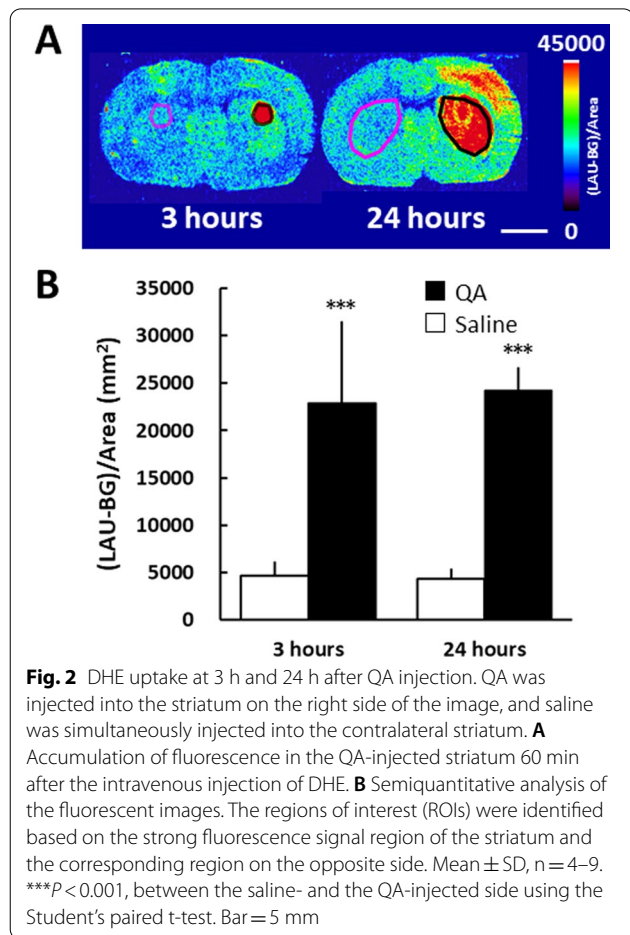 A
45000
(LAU-BG)/Area
0
3 hours
24 hours
B
35000
30000
25000
20000
15000
10000
5000
0
(LAU-BG)/Area (mm²)
QA
Saline
***
***
3 hours
24 hours
Fig. 2 DHE uptake at 3 h and 24 h after QA injection. QA was
injected into the striatum on the right side of the image, and saline
was simultaneously injected into the contralateral striatum. A
Accumulation of fluorescence in the QA-injected striatum 60 min
after the intravenous injection of DHE. B Semiquantitative analysis of
the fluorescent images. The regions of interest (ROIs) were identified
based on the strong fluorescence signal region of the striatum and
the corresponding region on the opposite side. Mean ± SD, n = 4–9.
***P < 0.001, between the saline- and the QA-injected side using the
Student's paired t-test. Bar = 5 mm